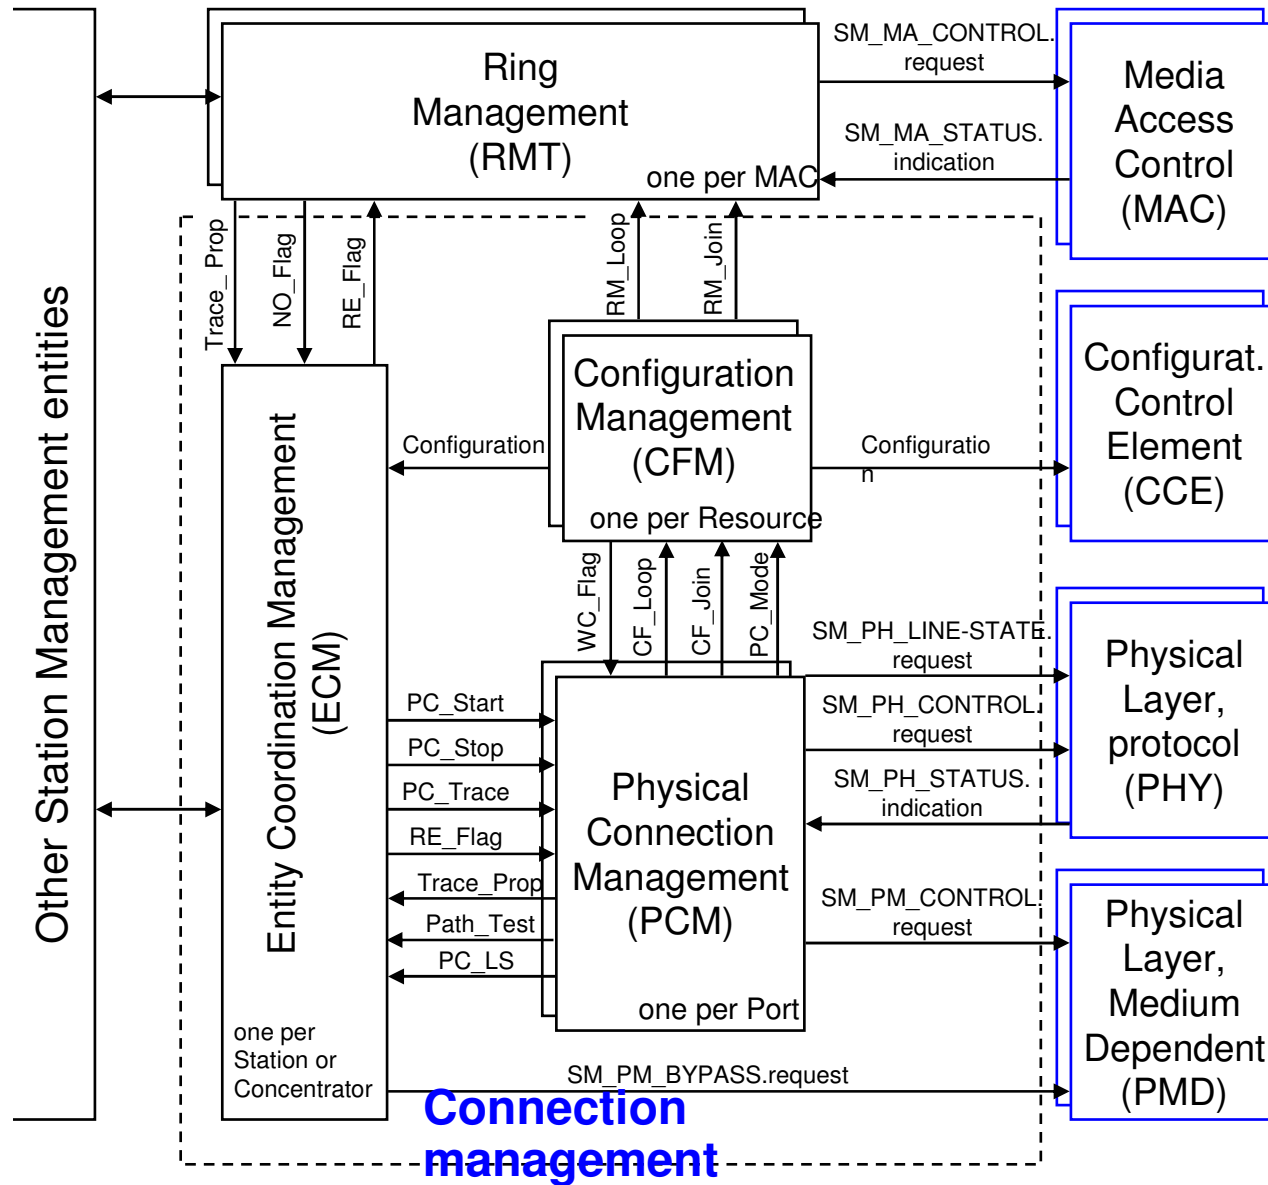 Other Station Management entities
Ring
Management
(RMT)
one per MAC
SM_MA_CONTROL.
request
SM_MA_STATUS.
indication
Media
Access
Control
(MAC)
Trace_ Prop
NO_Flag
RE_Flag
RM_Loop
RM_Join
Entity Coordination Management
(ECM)
one per
Station or
Concentrator
Configuration
Configuration
Management
(CFM)
one per Resource
Configuratio
n
Configurat.
Control
Element
(CCE)
WC_Flag
CF_Loop
CF_Join
PC_Mode
PC_Start
PC_Stop
PC_Trace
RE_Flag
Trace_Prop
Path_Test
PC_LS
Physical
Connection
Management
(PCM)
one per Port
SM_PH_LINE-STATE.
request
SM_PH_CONTROL.
request
SM_PH_STATUS.
indication
Physical
Layer,
protocol
(PHY)
SM_PM_CONTROL.
request
Physical
Layer,
Medium
Dependent
(PMD)
SM_PM_BYPASS.request
Connection
management